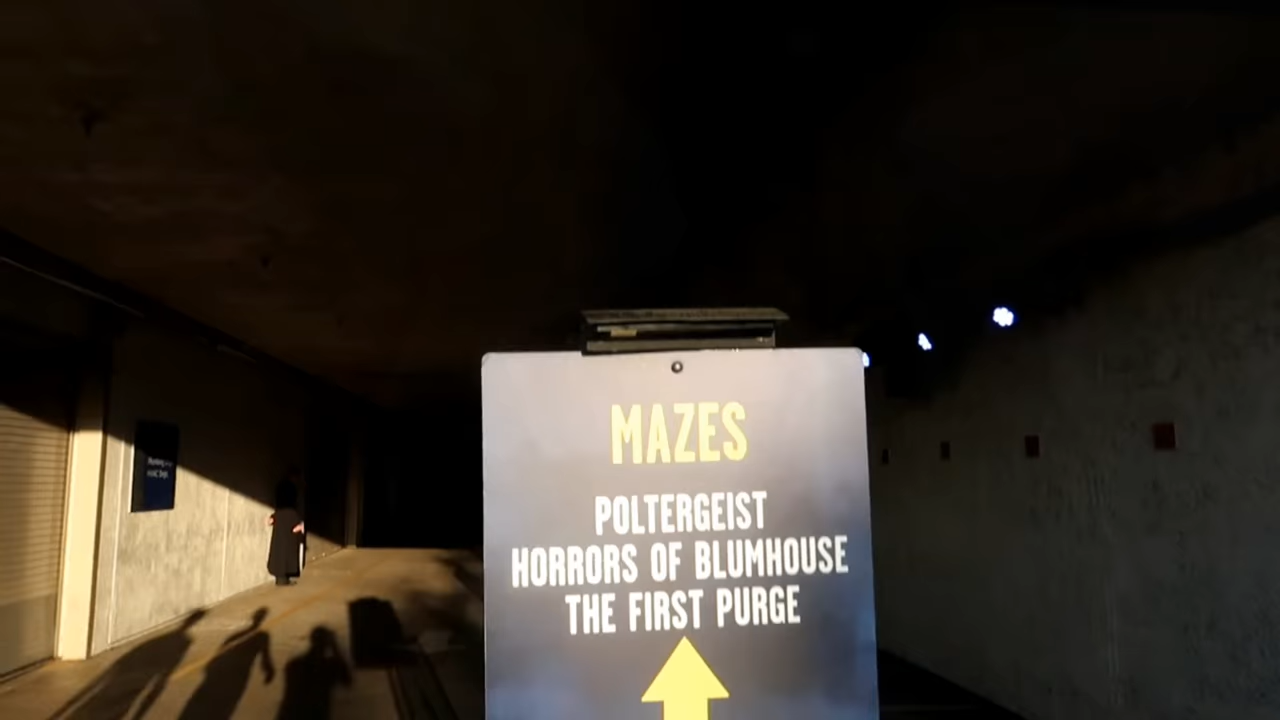 MAZES
POLTERGEIST
HORRORS OF BLUMHOUSE
THE FIRST PURGE